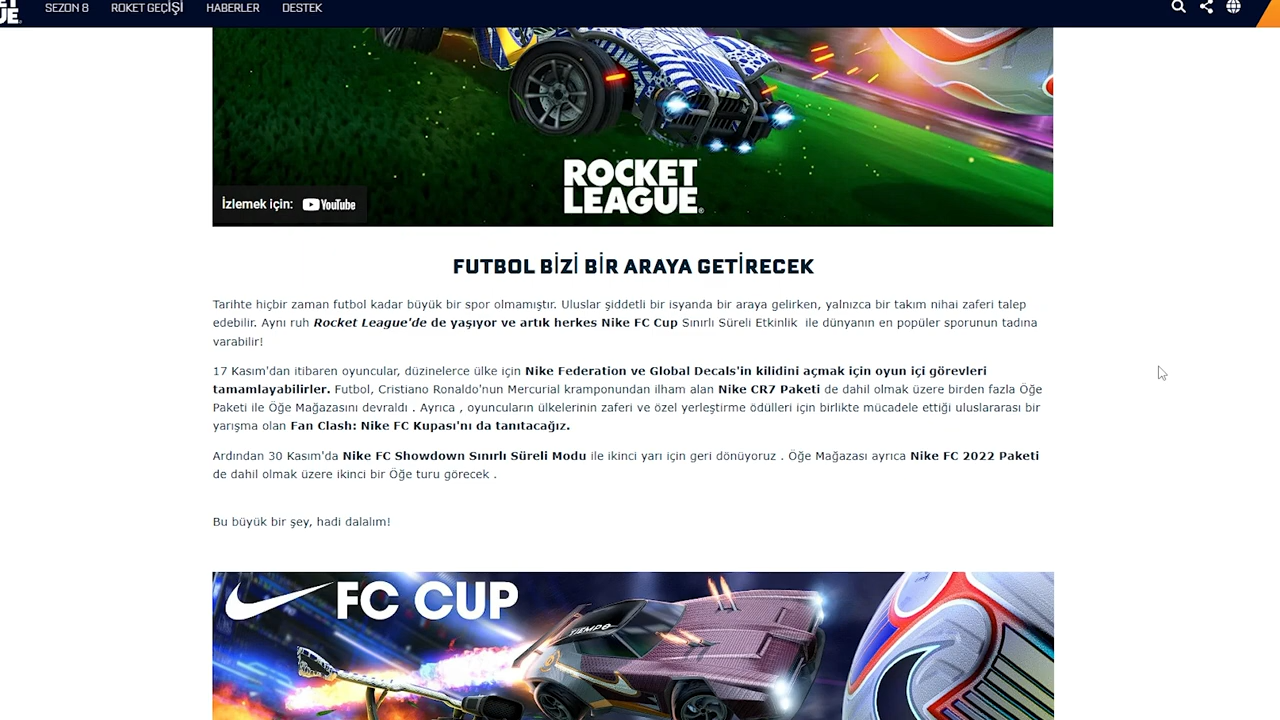 SEZON 8 ROKET GEÇİŞİ HABERLER DESTEK
İzlemek için: YouTube
ROCKET
LEAGUE
FUTBOL BİZİ BİR ARAYA GETİRECEK
Tarihte hiçbir zaman futbol kadar büyük bir spor olmamıştır. Uluslar şiddetli bir isyanda bir araya gelirken, yalnızca bir takım nihai zaferi talep
edebilir. Aynı ruh Rocket League'de de yaşıyor ve artık herkes Nike FC Cup Sınırlı Süreli Etkinlik ile dünyanın en popüler sporunun tadına
varabilir!
17 Kasım'dan itibaren oyuncular, düzinelerce ülke için Nike Federation ve Global Decals'in kilidini açmak için oyun içi görevleri
tamamlayabilirler. Futbol, Cristiano Ronaldo'nun Mercurial kramponundan ilham alan Nike CR7 Paketi de dahil olmak üzere birden fazla Öğe
Paketi ile Öğe Mağazasını devraldı . Ayrıca , oyuncuların ülkelerinin zaferi ve özel yerleştirme ödülleri için birlikte mücadele ettiği uluslararası bir
yarışma olan Fan Clash: Nike FC Kupası'nı da tanıtacağız.
Ardından 30 Kasım'da Nike FC Showdown Sınırlı Süreli Modu ile ikinci yarı için geri dönüyoruz . Öğe Mağazası ayrıca Nike FC 2022 Paketi
de dahil olmak üzere ikinci bir Öğe turu görecek .
Bu büyük bir şey, hadi dalalım!
FC CUP
TIEMPO